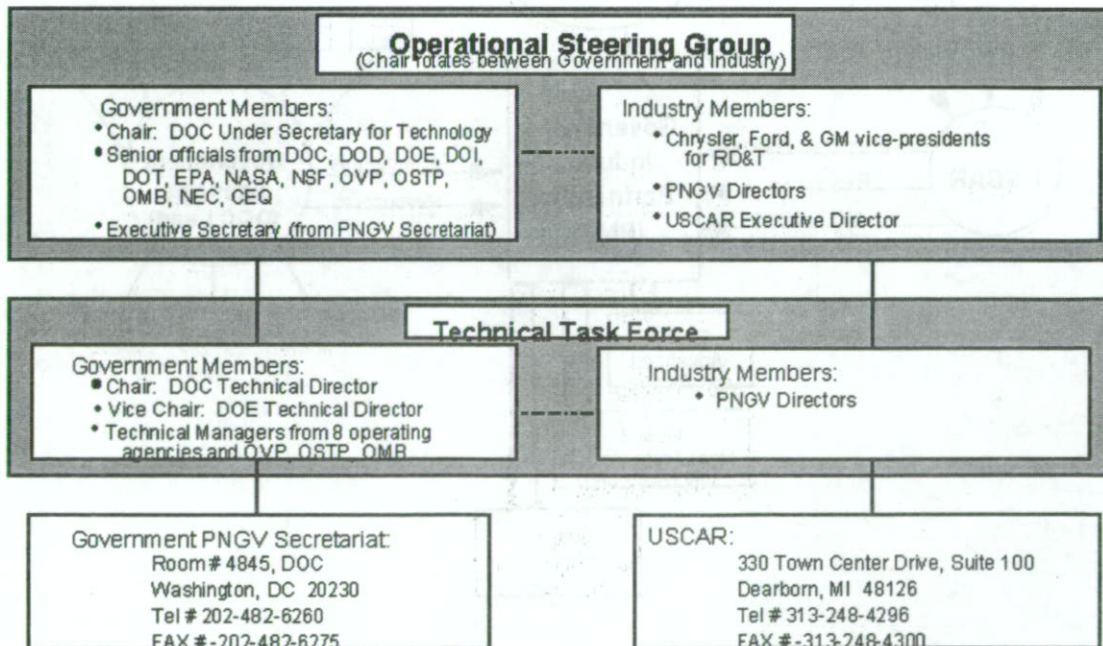 Operational Steering Group
(Chair rotates between Government and Industry)
Government Members:
• Chair: DOC Under Secretary for Technology
• Senior officials from DOC, DOD, DOE, DOI,
DOT, EPA, NASA, NSF, OVP, OSTP,
OMB, NEC, CEQ
• Executive Secretary (from PNGV Secretariat)
Industry Members:
• Chrysler, Ford, & GM vice-presidents
for RD&T
• PNGV Directors
• USCAR Executive Director
Technical Task Force
Government Members:
• Chair: DOC Technical Director
• Vice Chair: DOE Technical Director
• Technical Managers from 8 operating
agencies and OVP, OSTP, OMB
Industry Members:
• PNGV Directors
Government PNGV Secretariat:
Room # 4845, DOC
Washington, DC 20230
Tel # 202-482-6260
FAX #-202-482-6275
USCAR:
330 Town Center Drive, Suite 100
Dearborn, MI 48126
Tel # 313-248-4296
FAX #-313-248-4300